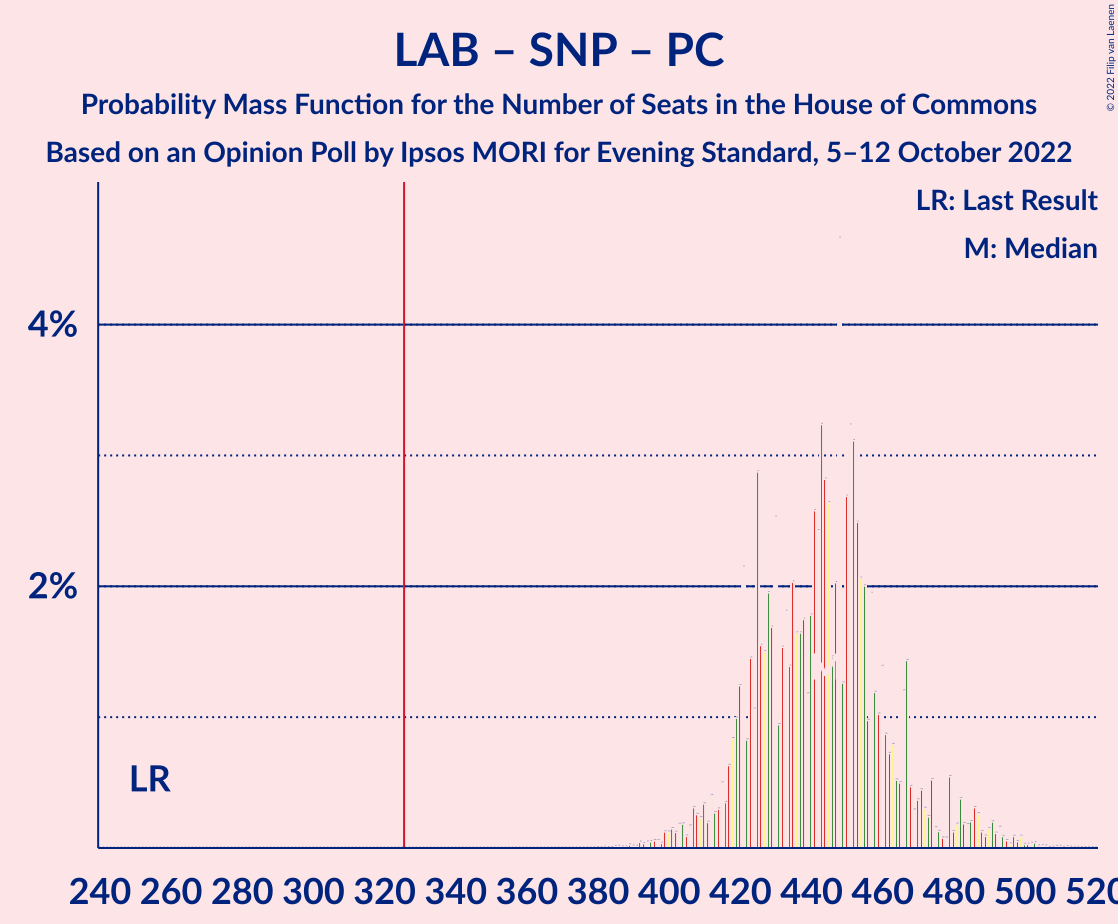 LAB – SNP – PC
Probability Mass Function for the Number of Seats in the House of Commons
Based on an Opinion Poll by Ipsos MORI for Evening Standard, 5–12 October 2022
© 2022 Filip van Laenen
LR: Last Result
M: Median
4%
2%
LR
240 260 280 300 320 340 360 380 400 420 440 460 480 500 520